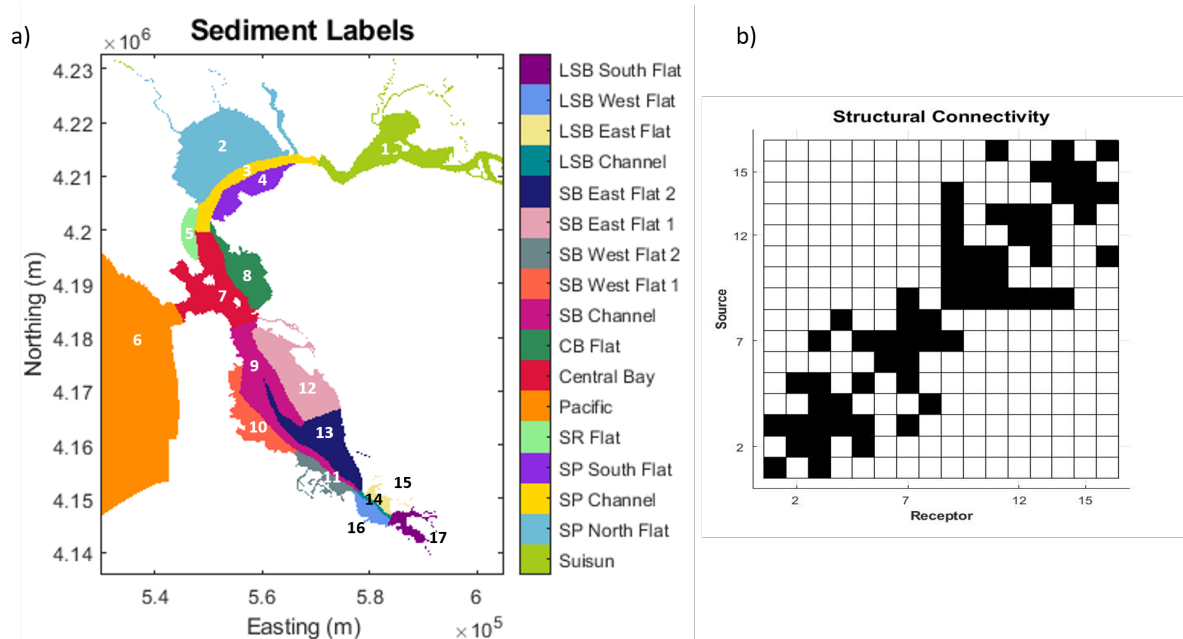 a)
Sediment Labels
× 10⁶
4.23
4.22
4.21
4.2
4.19
4.18
4.17
4.16
4.15
4.14
Northing (m)
5.4
5.6
5.8
6
Easting (m)
× 10⁵
1
2
3
4
5
6
7
8
9
10
11
12
13
14
15
16
17
LSB South Flat
LSB West Flat
LSB East Flat
LSB Channel
SB East Flat 2
SB East Flat 1
SB West Flat 2
SB West Flat 1
SB Channel
CB Flat
Central Bay
Pacific
SR Flat
SP South Flat
SP Channel
SP North Flat
Suisun
b)
Structural Connectivity
15
12
7
2
Source
2
7
12
15
Receptor